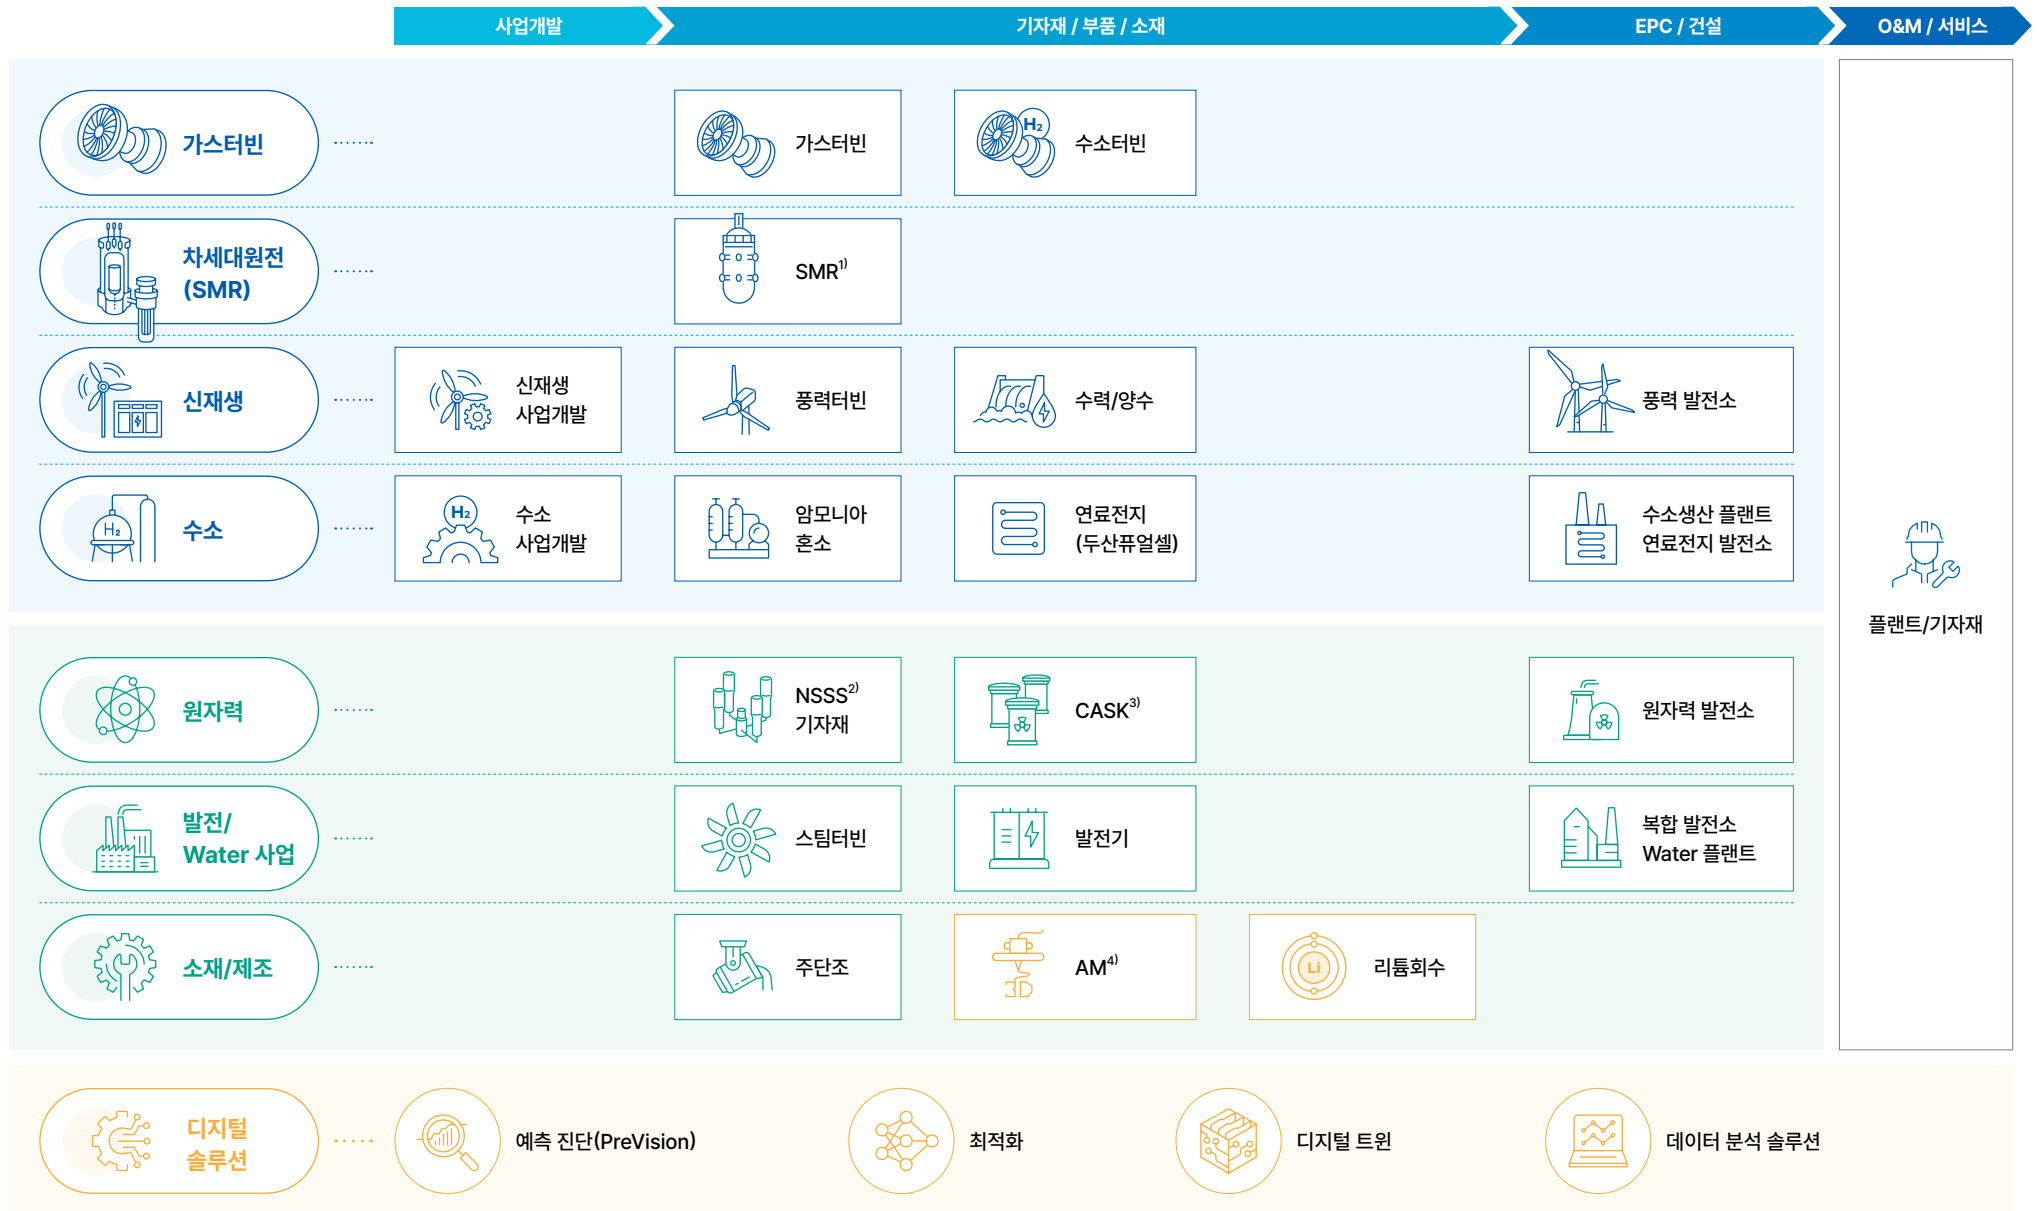 사업개발
기자재 / 부품 / 소재
EPC / 건설
O&M / 서비스
가스터빈
가스터빈
H₂
수소터빈
차세대원전
(SMR)
SMR¹⁾
신재생
신재생
사업개발
풍력터빈
수력/양수
풍력 발전소
H₂
수소
H₂
수소
사업개발
암모니아
혼소
연료전지
(두산퓨얼셀)
수소생산 플랜트
연료전지 발전소
플랜트/기자재
원자력
NSSS²⁾
기자재
CASK³⁾
원자력 발전소
발전/
Water 사업
스팀터빈
발전기
복합 발전소
Water 플랜트
소재/제조
주단조
3D
AM⁴⁾
Li
리튬회수
디지털
솔루션
예측 진단(PreVision)
최적화
디지털 트윈
데이터 분석 솔루션